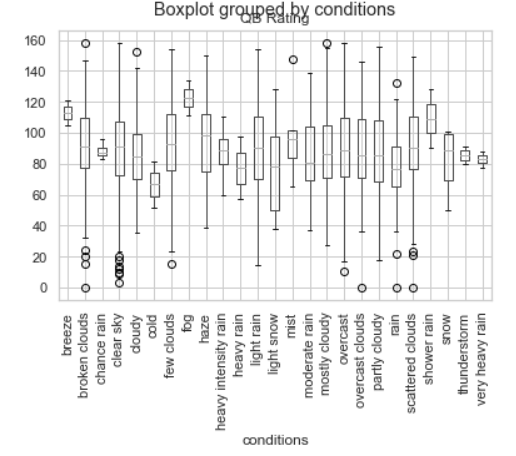 Boxplot grouped by conditions
QB Rating
160
140
120
100
80
60
40
20
0
breeze
broken clouds
chance rain
clear sky
cloudy
cold
few clouds
fog
haze
heavy intensity rain
heavy rain
light rain
light snow
mist
moderate rain
mostly cloudy
overcast
overcast clouds
partly cloudy
rain
scattered clouds
shower rain
snow
thunderstorm
very heavy rain
conditions